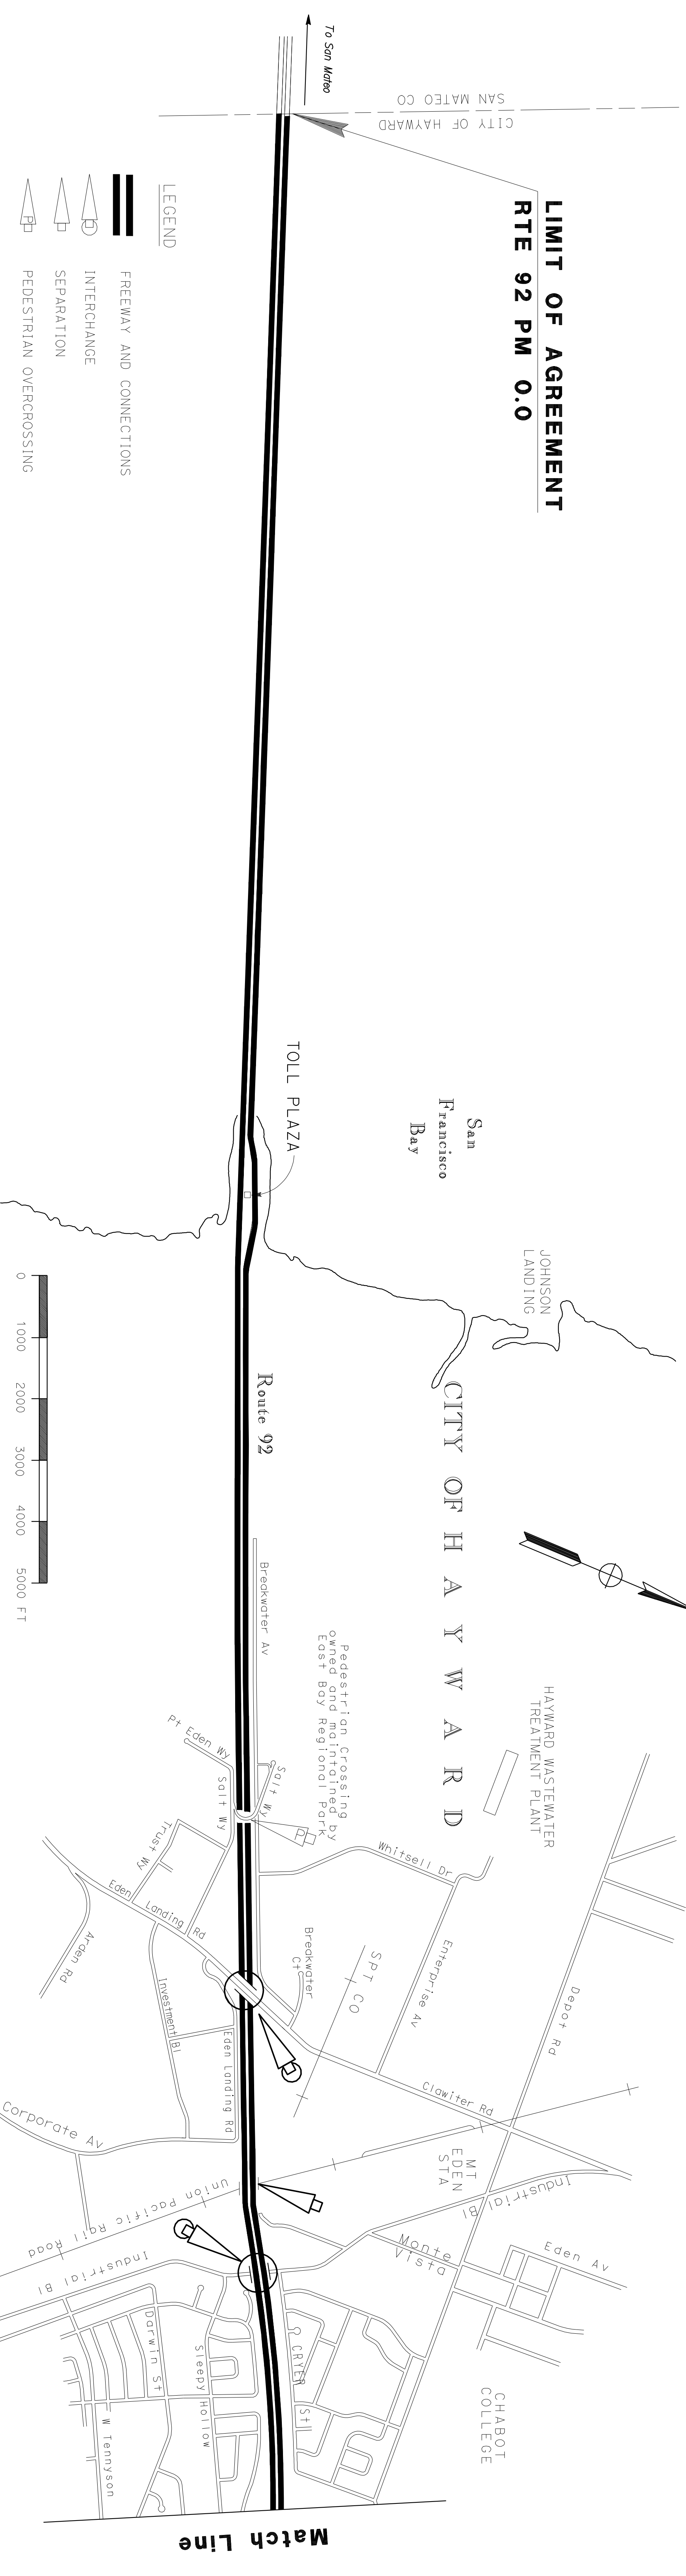 To San Mateo
SAN MATEO CO
CITY OF HAYWARD
LIMIT OF AGREEMENT
RTE 92 PM 0.0
LEGEND
FREEWAY AND CONNECTIONS
INTERCHANGE
SEPARATION
P
PEDESTRIAN OVERCROSSING
TOLL PLAZA
San
Francisco
Bay
JOHNSON
LANDING
0 1000 2000 3000 4000 5000 FT
Route 92
CITY OF HAYWARD
Breakwater Av
Pedestrian Crossing
owned and maintained by
East Bay Regional Park
HAYWARD WASTEWATER
TREATMENT PLANT
Pt Eden Wy
Salt Wy
Salt Wy
P
Trust Wy
Whitsell Dr
Eden Landing Rd
Arden Rd
Breakwater
Ct
SPT CO
Enterprise Av
Depot Rd
Investment Bl
Eden Landing Rd
Clawiter Rd
Corporate Av
MT
EDEN
STA
Union Pacific Rail Road
Industrial Bl
Industrial Bl
Monte
Vista
Eden Av
Darwin St
Sleepy Hollow
CRYER St
W Tennyson
CHABOT
COLLEGE
Match Line